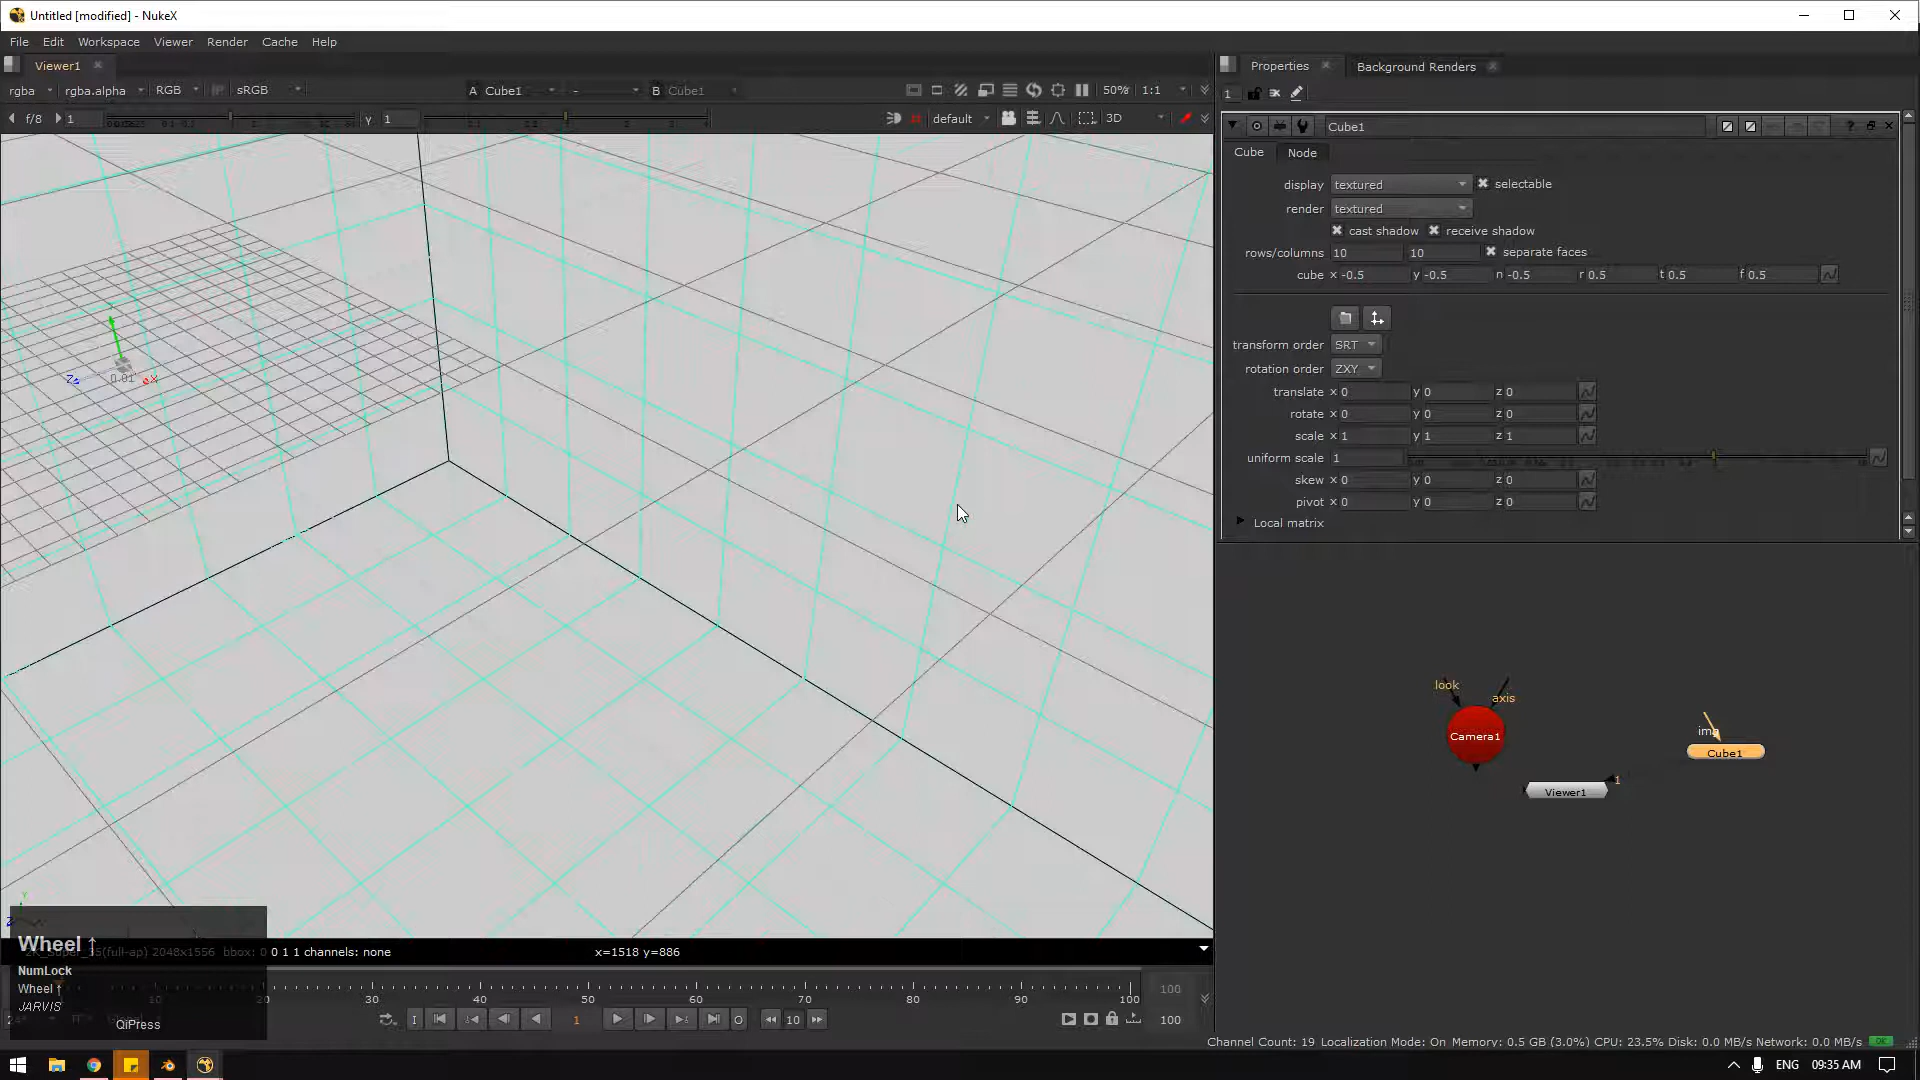 Untitled [modified] - NukeX
File Edit Workspace Viewer Render Cache Help
Viewer1
rgba rgba.alpha RGB IP sRGB A Cube1 - B Cube1 50% 1:1
f/8 1 γ 1 default 3D
Z 0.01 X
bbox: 0 0 1 1 channels: none x=1518 y=886
2K_Super_35(full-ap) 2048x1556
Wheel ↑
NumLock
Wheel ↑
JARVIS
QiPress
10 20 30 40 50 60 70 80 90 100 100
1 10 100
Properties Background Renders
1
Cube1
Cube Node
display textured selectable
render textured
cast shadow receive shadow
rows/columns 10 10 separate faces
cube x -0.5 y -0.5 n -0.5 r 0.5 t 0.5 f 0.5
transform order SRT
rotation order ZXY
translate x 0 y 0 z 0
rotate x 0 y 0 z 0
scale x 1 y 1 z 1
uniform scale 1
skew x 0 y 0 z 0
pivot x 0 y 0 z 0
Local matrix
look axis
Camera1
img
Cube1
1
Viewer1
Channel Count: 19 Localization Mode: On Memory: 0.5 GB (3.0%) CPU: 23.5% Disk: 0.0 MB/s Network: 0.0 MB/s OK
ENG 09:35 AM